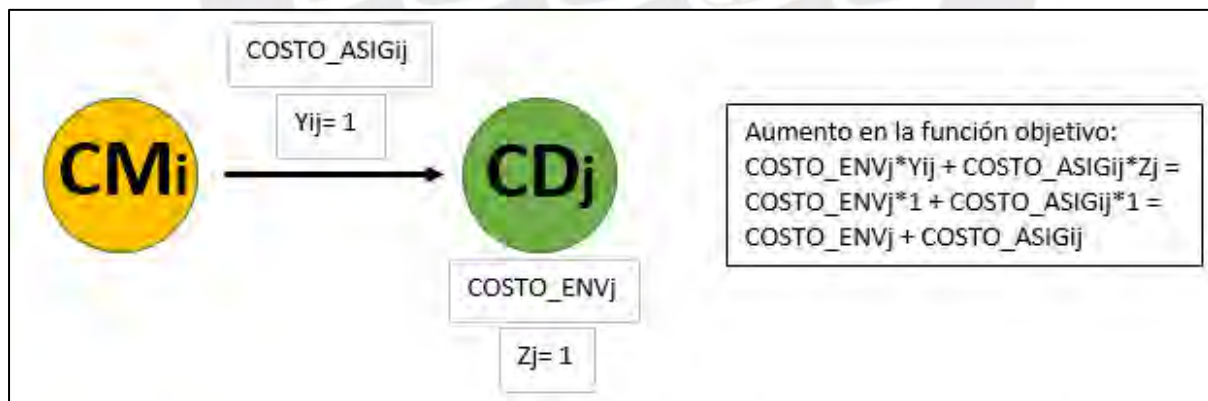 COSTO_ASIGij
Yij= 1
CMi
CDj
COSTO_ENVj
Zj= 1
Aumento en la función objetivo:
COSTO_ENVj*Yij + COSTO_ASIGij*Zj =
COSTO_ENVj*1 + COSTO_ASIGij*1 =
COSTO_ENVj + COSTO_ASIGij